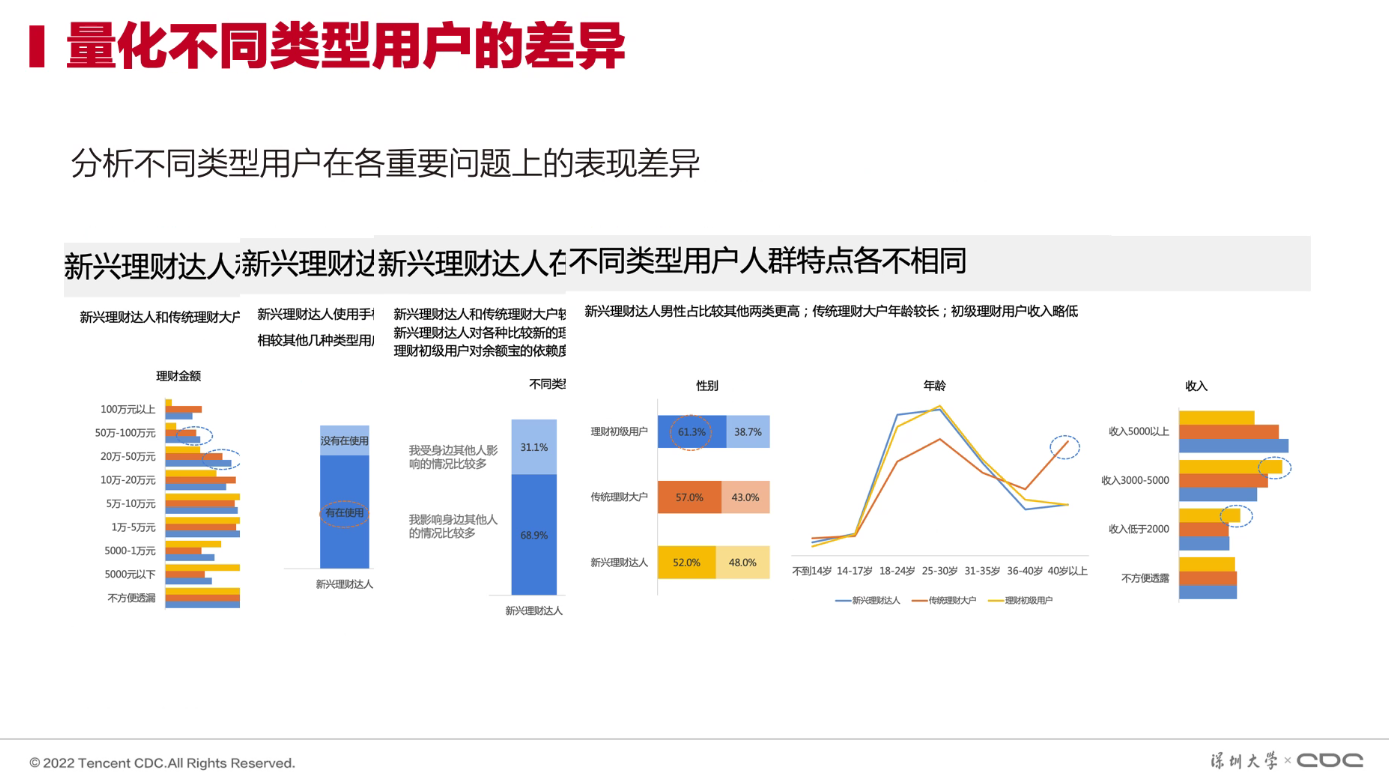 量化不同类型用户的差异
分析不同类型用户在各重要问题上的表现差异
新兴理财达人
新兴理财达人和传统理财大户
理财金额
100万元以上
50万-100万元
20万-50万元
10万-20万元
5万-10万元
1万-5万元
5000-1万元
5000元以下
不方便透漏
新兴理财达
新兴理财达人使用手
相较其他几种类型用
没有在使用
有在使用
新兴理财达人
新兴理财达人在
新兴理财达人和传统理财大户较
新兴理财达人对各种比较新的理
理财初级用户对余额宝的依赖度
不同类型
我受身边其他人影
响的情况比较多
我影响身边其他人
的情况比较多
31.1%
68.9%
新兴理财达人
不同类型用户人群特点各不相同
新兴理财达人男性占比较其他两类更高；传统理财大户年龄较长；初级理财用户收入略低
性别
理财初级用户
61.3%
38.7%
传统理财大户
57.0%
43.0%
新兴理财达人
52.0%
48.0%
年龄
不到14岁 14-17岁 18-24岁 25-30岁 31-35岁 36-40岁 40岁以上
新兴理财达人 传统理财大户 理财初级用户
收入
收入5000以上
收入3000-5000
收入低于2000
不方便透露
© 2022 Tencent CDC.All Rights Reserved.
深圳大学 × CDC